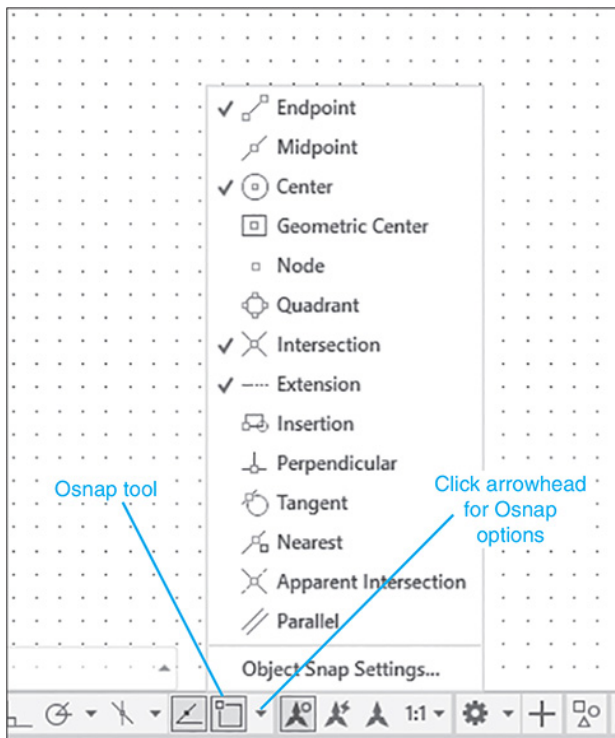 Endpoint
Midpoint
Center
Geometric Center
Node
Quadrant
Intersection
Extension
Insertion
Perpendicular
Osnap tool
Click arrowhead
for Osnap
options
Tangent
Nearest
Apparent Intersection
Parallel
Object Snap Settings...
1:1